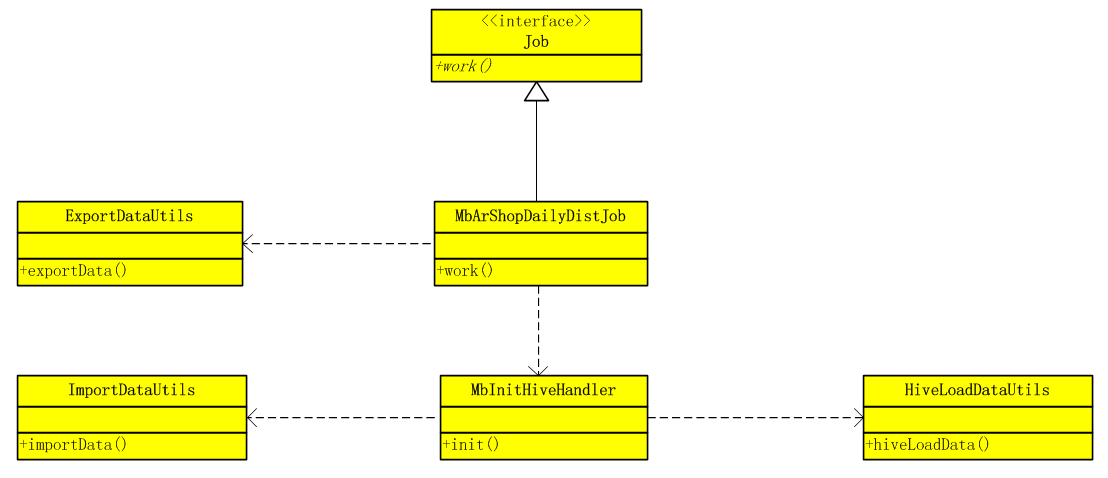 <<interface>>
Job
+work()
ExportDataUtils
+exportData()
MbArShopDailyDistJob
+work()
ImportDataUtils
+importData()
MbInitHiveHandler
+init()
HiveLoadDataUtils
+hiveLoadData()